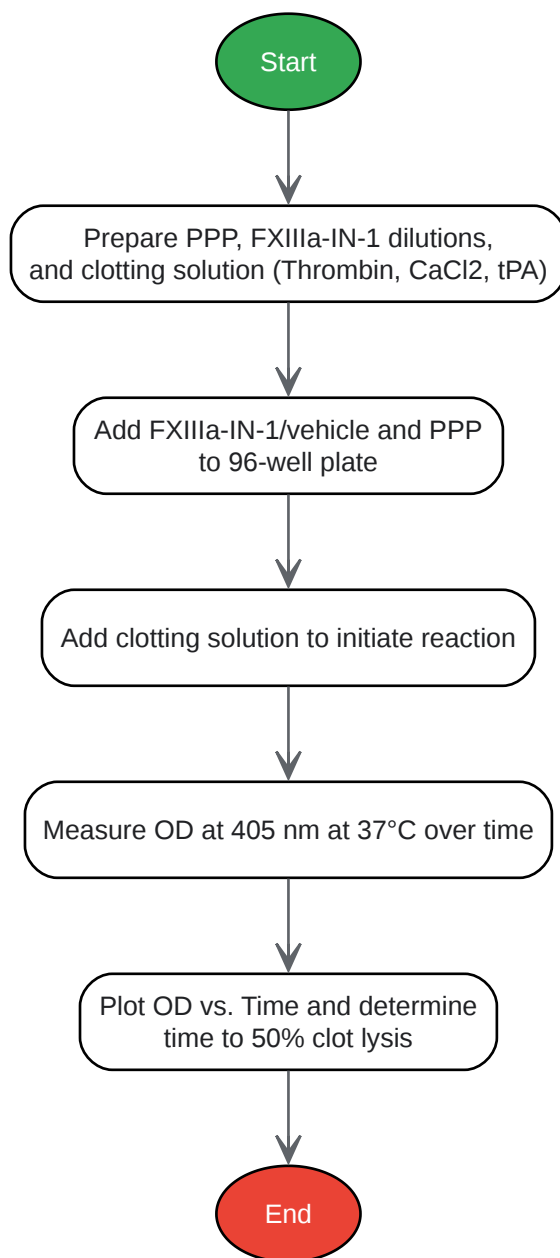 Start
Prepare PPP, FXIIIa-IN-1 dilutions,
and clotting solution (Thrombin, CaCl2, tPA)
Add FXIIIa-IN-1/vehicle and PPP
to 96-well plate
Add clotting solution to initiate reaction
Measure OD at 405 nm at 37°C over time
Plot OD vs. Time and determine
time to 50% clot lysis
End